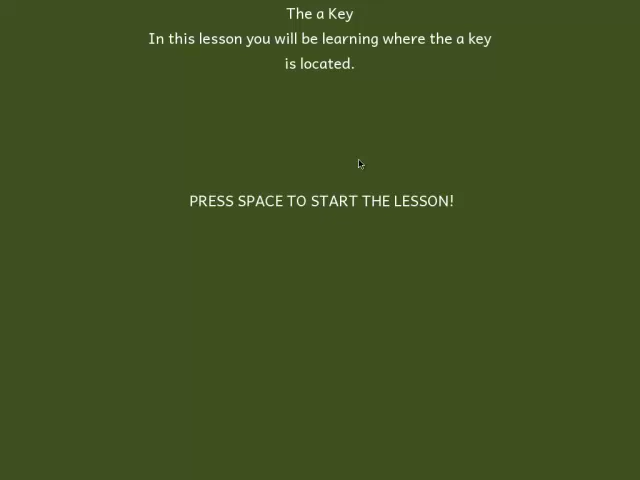 The a Key
In this lesson you will be learning where the a key
is located.
PRESS SPACE TO START THE LESSON!